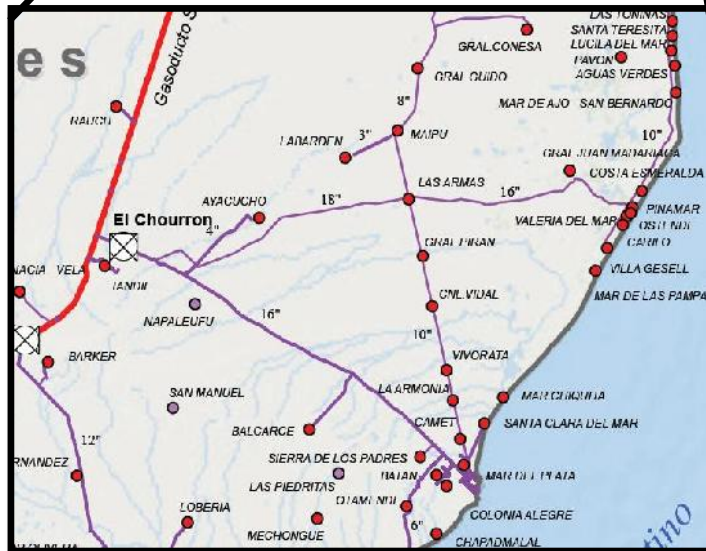 LAS TONINAS
SANTA TERESITA
LUCILA DEL MAR
GRAL.CONESA
PAVON
AGUAS VERDES
e s
Gasoducto S
GRAL GUIDO
MAR DE AJO
SAN BERNARDO
8"
RAUCH
3"
MAIPU
10"
LABARDEN
GRAL JUAN MADARIAGA
COSTA ESMERALDA
LAS ARMAS
16"
AYACUCHO
18"
PINAMAR
El Chourron
4"
VALERIA DEL MAR
OSTENDE
GRAL PIRAN
CARILO
NACIA VELA
TANDIL
VILLA GESELL
MAR DE LAS PAMPA
CNL.VIDAL
NAPALEUFU
16"
10"
BARKER
VIVORATA
SAN MANUEL
LA ARMONIA
MAR CHIQUITA
BALCARCE
CAMET
SANTA CLARA DEL MAR
12"
SIERRA DE LOS PADRES
RNANDEZ
BATAN
MAR DEL PLATA
LAS PIEDRITAS
OTAMENDI
LOBERIA
COLONIA ALEGRE
MECHONGUE
6"
CHAPADMALAL
tino